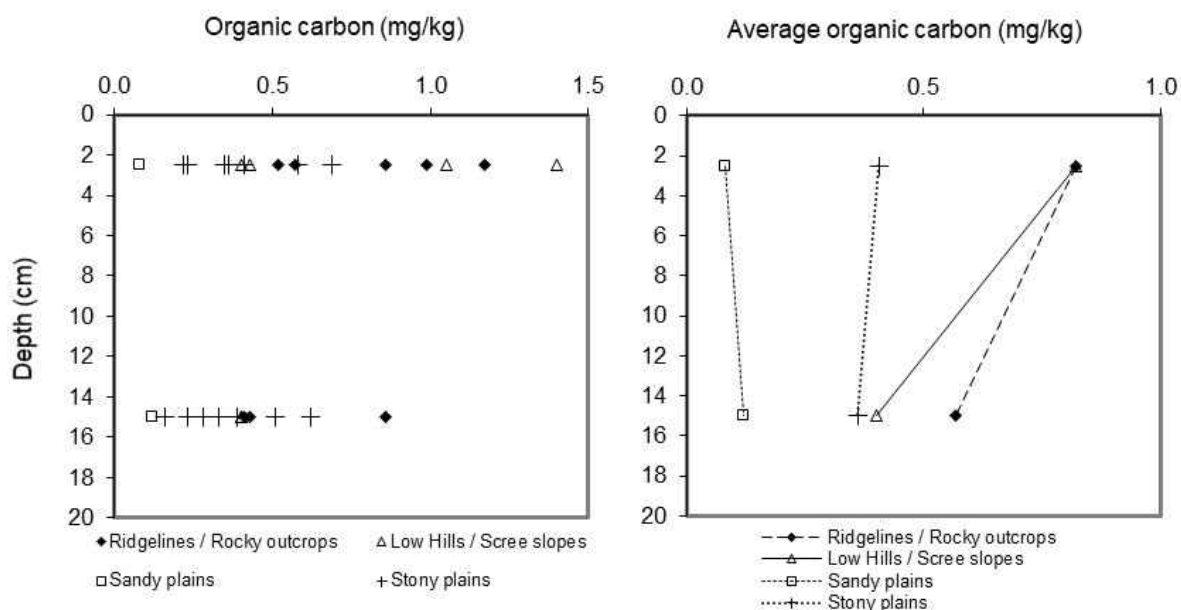 Organic carbon (mg/kg)
0.0 0.5 1.0 1.5
0
2
4
6
8
10
12
14
16
18
20
Depth (cm)
Ridgelines / Rocky outcrops Low Hills / Scree slopes
Sandy plains Stony plains
Average organic carbon (mg/kg)
0.0 0.5 1.0
0
2
4
6
8
10
12
14
16
18
20
Ridgelines / Rocky outcrops
Low Hills / Scree slopes
Sandy plains
Stony plains